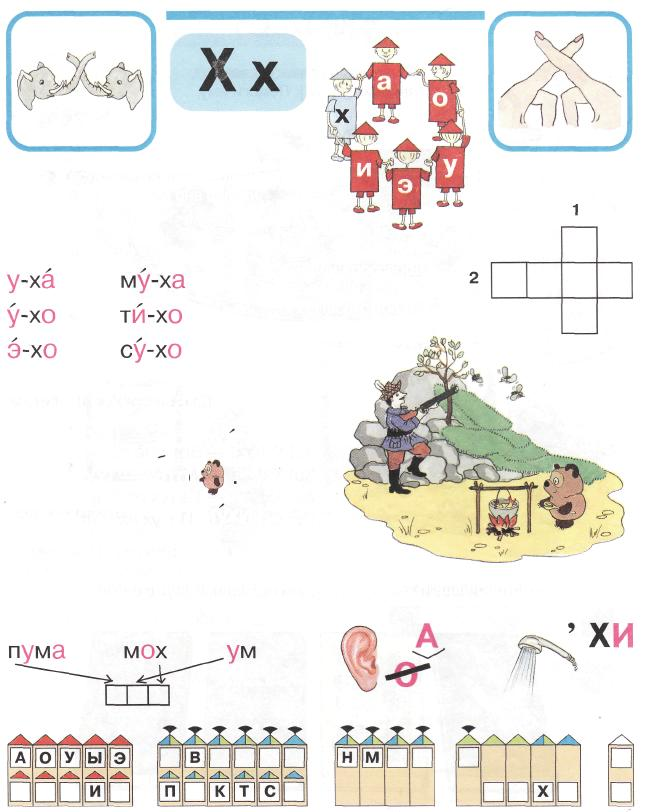 Х х
х а о у э и
1
2
у-ха́ му́-ха
у́-хо ти́-хо
э́-хо су́-хо
пума мох ум
А
О
’ ХИ
А О У Ы Э В Н М
И П К Т С Х